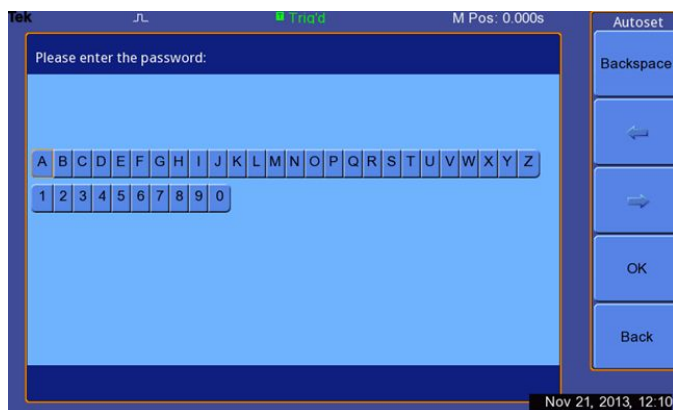 Tek Trig'd M Pos: 0.000s
Autoset
Please enter the password:
Backspace
A B C D E F G H I J K L M N O P Q R S T U V W X Y Z
1 2 3 4 5 6 7 8 9 0
OK
Back
Nov 21, 2013, 12:10